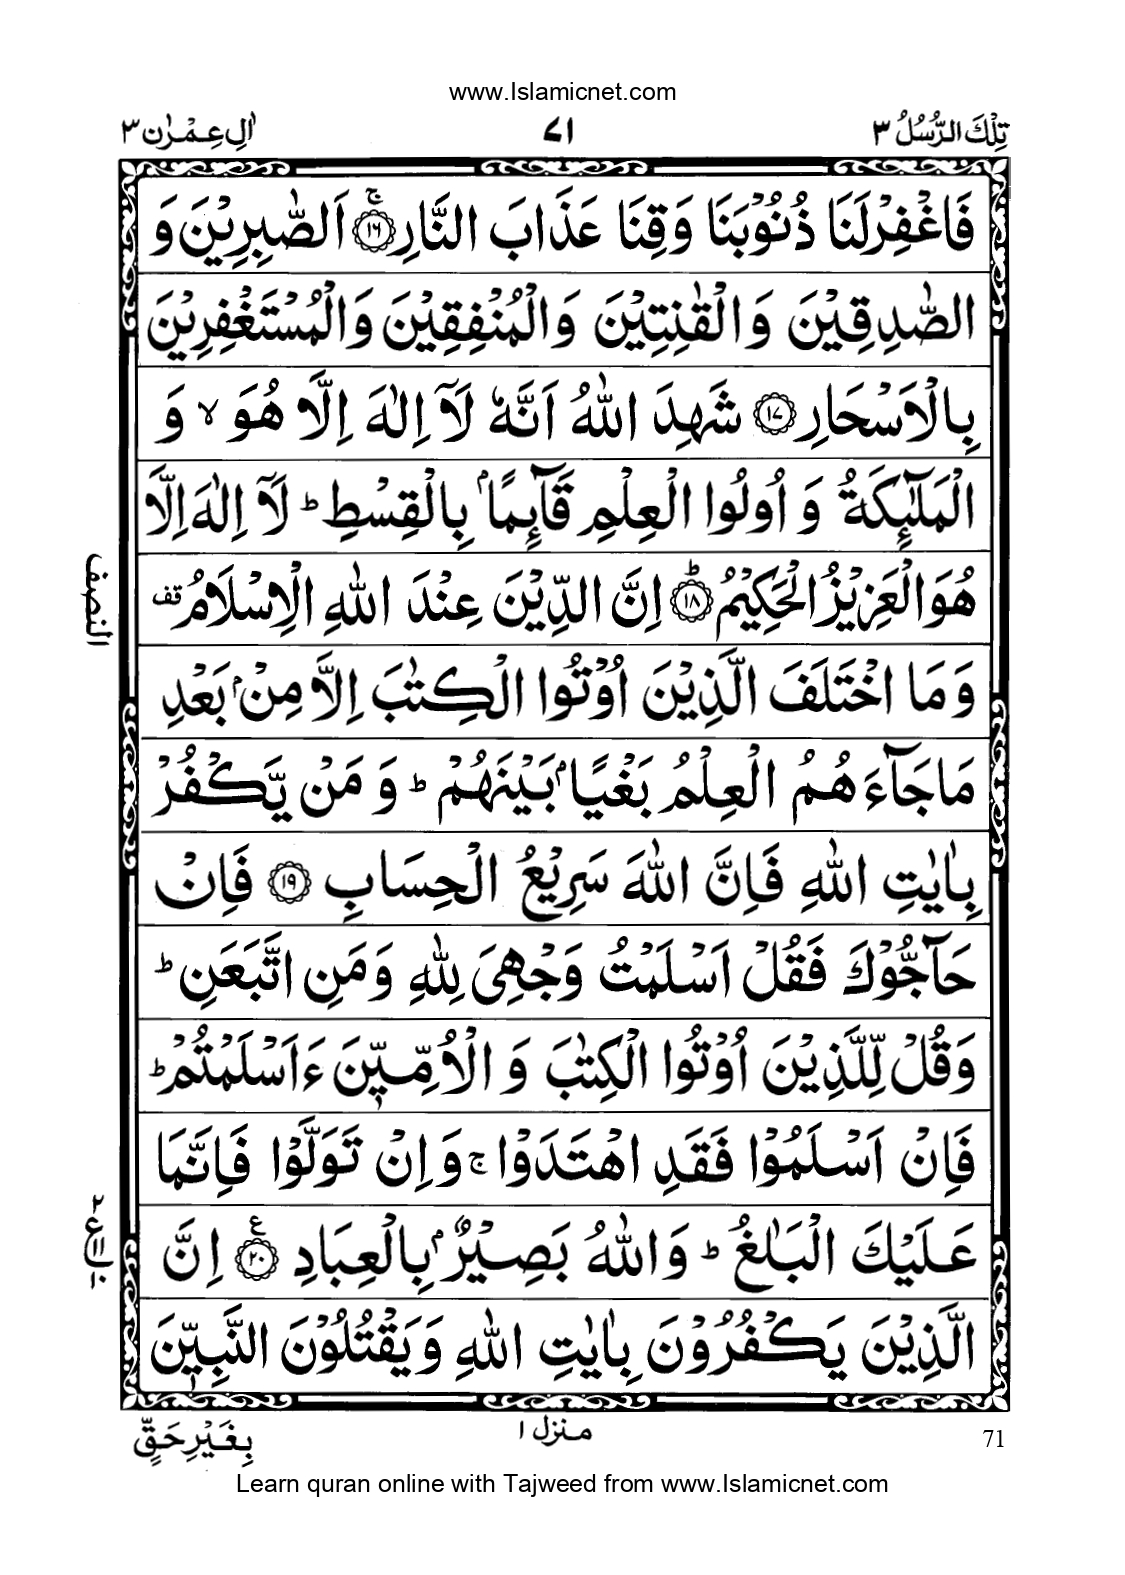 www.Islamicnet.com
تِلْكَ الرُّسُلُ ٣
٧١
اٰلِ عِمْرٰن ٣
فَاغْفِرْلَنَا ذُنُوْبَنَا وَقِنَا عَذَابَ النَّارِ ۚ﴿١٦﴾ اَلصّٰبِرِيْنَ وَ
الصّٰدِقِيْنَ وَ الْقٰنِتِيْنَ وَ الْمُنْفِقِيْنَ وَالْمُسْتَغْفِرِيْنَ
بِالْاَسْحَارِ ﴿١٧﴾ شَهِدَ اللّٰهُ اَنَّهٗ لَاۤ اِلٰهَ اِلَّا هُوَ ۙ وَ
الْمَلٰٓئِكَةُ وَ اُولُوا الْعِلْمِ قَآئِمًاۢ بِالْقِسْطِ ؕ لَاۤ اِلٰهَ اِلَّا
هُوَ الْعَزِيْزُ الْحَكِيْمُ ؕ﴿١٨﴾ اِنَّ الدِّيْنَ عِنْدَ اللّٰهِ الْاِسْلَامُ قف
وَ مَا اخْتَلَفَ الَّذِيْنَ اُوْتُوا الْكِتٰبَ اِلَّا مِنْۢ بَعْدِ
مَا جَآءَ هُمُ الْعِلْمُ بَغْيًاۢ بَيْنَهُمْ ؕ وَ مَنْ يَّكْفُرْ
بِاٰيٰتِ اللّٰهِ فَاِنَّ اللّٰهَ سَرِيْعُ الْحِسَابِ ﴿١٩﴾ فَاِنْ
حَآجُّوْكَ فَقُلْ اَسْلَمْتُ وَجْهِيَ لِلّٰهِ وَ مَنِ اتَّبَعَنِ ؕ
وَ قُلْ لِّلَّذِيْنَ اُوْتُوا الْكِتٰبَ وَ الْاُمِّيّٖنَ ءَاَسْلَمْتُمْ ؕ
فَاِنْ اَسْلَمُوْا فَقَدِ اهْتَدَوْا ۚ وَ اِنْ تَوَلَّوْا فَاِنَّمَا
عَلَيْكَ الْبَلٰغُ ؕ وَ اللّٰهُ بَصِيْرٌۢ بِالْعِبَادِ ﴿٢٠﴾ع اِنَّ
الَّذِيْنَ يَكْفُرُوْنَ بِاٰيٰتِ اللّٰهِ وَ يَقْتُلُوْنَ النَّبِيّٖنَ
النصف
ع
بِغَيْرِ حَقٍّ
منزل ١
71
Learn quran online with Tajweed from www.Islamicnet.com